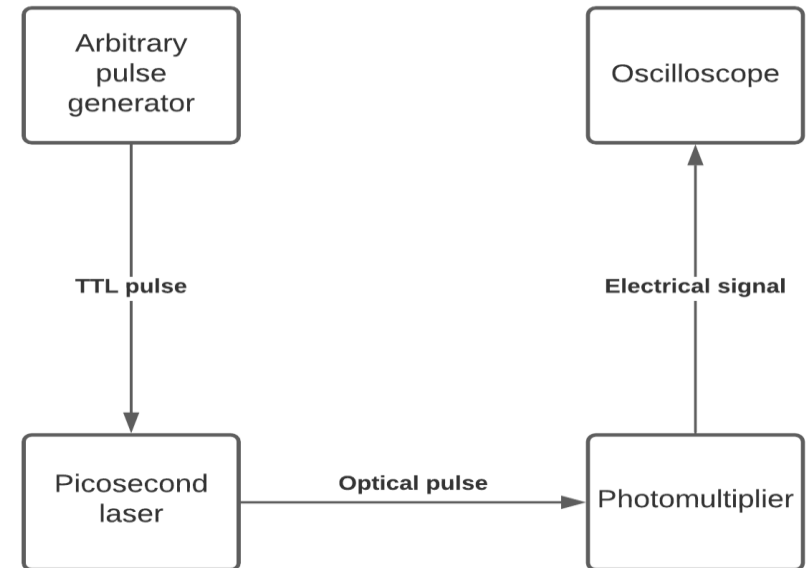 Arbitrary
pulse
generator
Oscilloscope
TTL pulse
Electrical signal
Picosecond
laser
Optical pulse
Photomultiplier